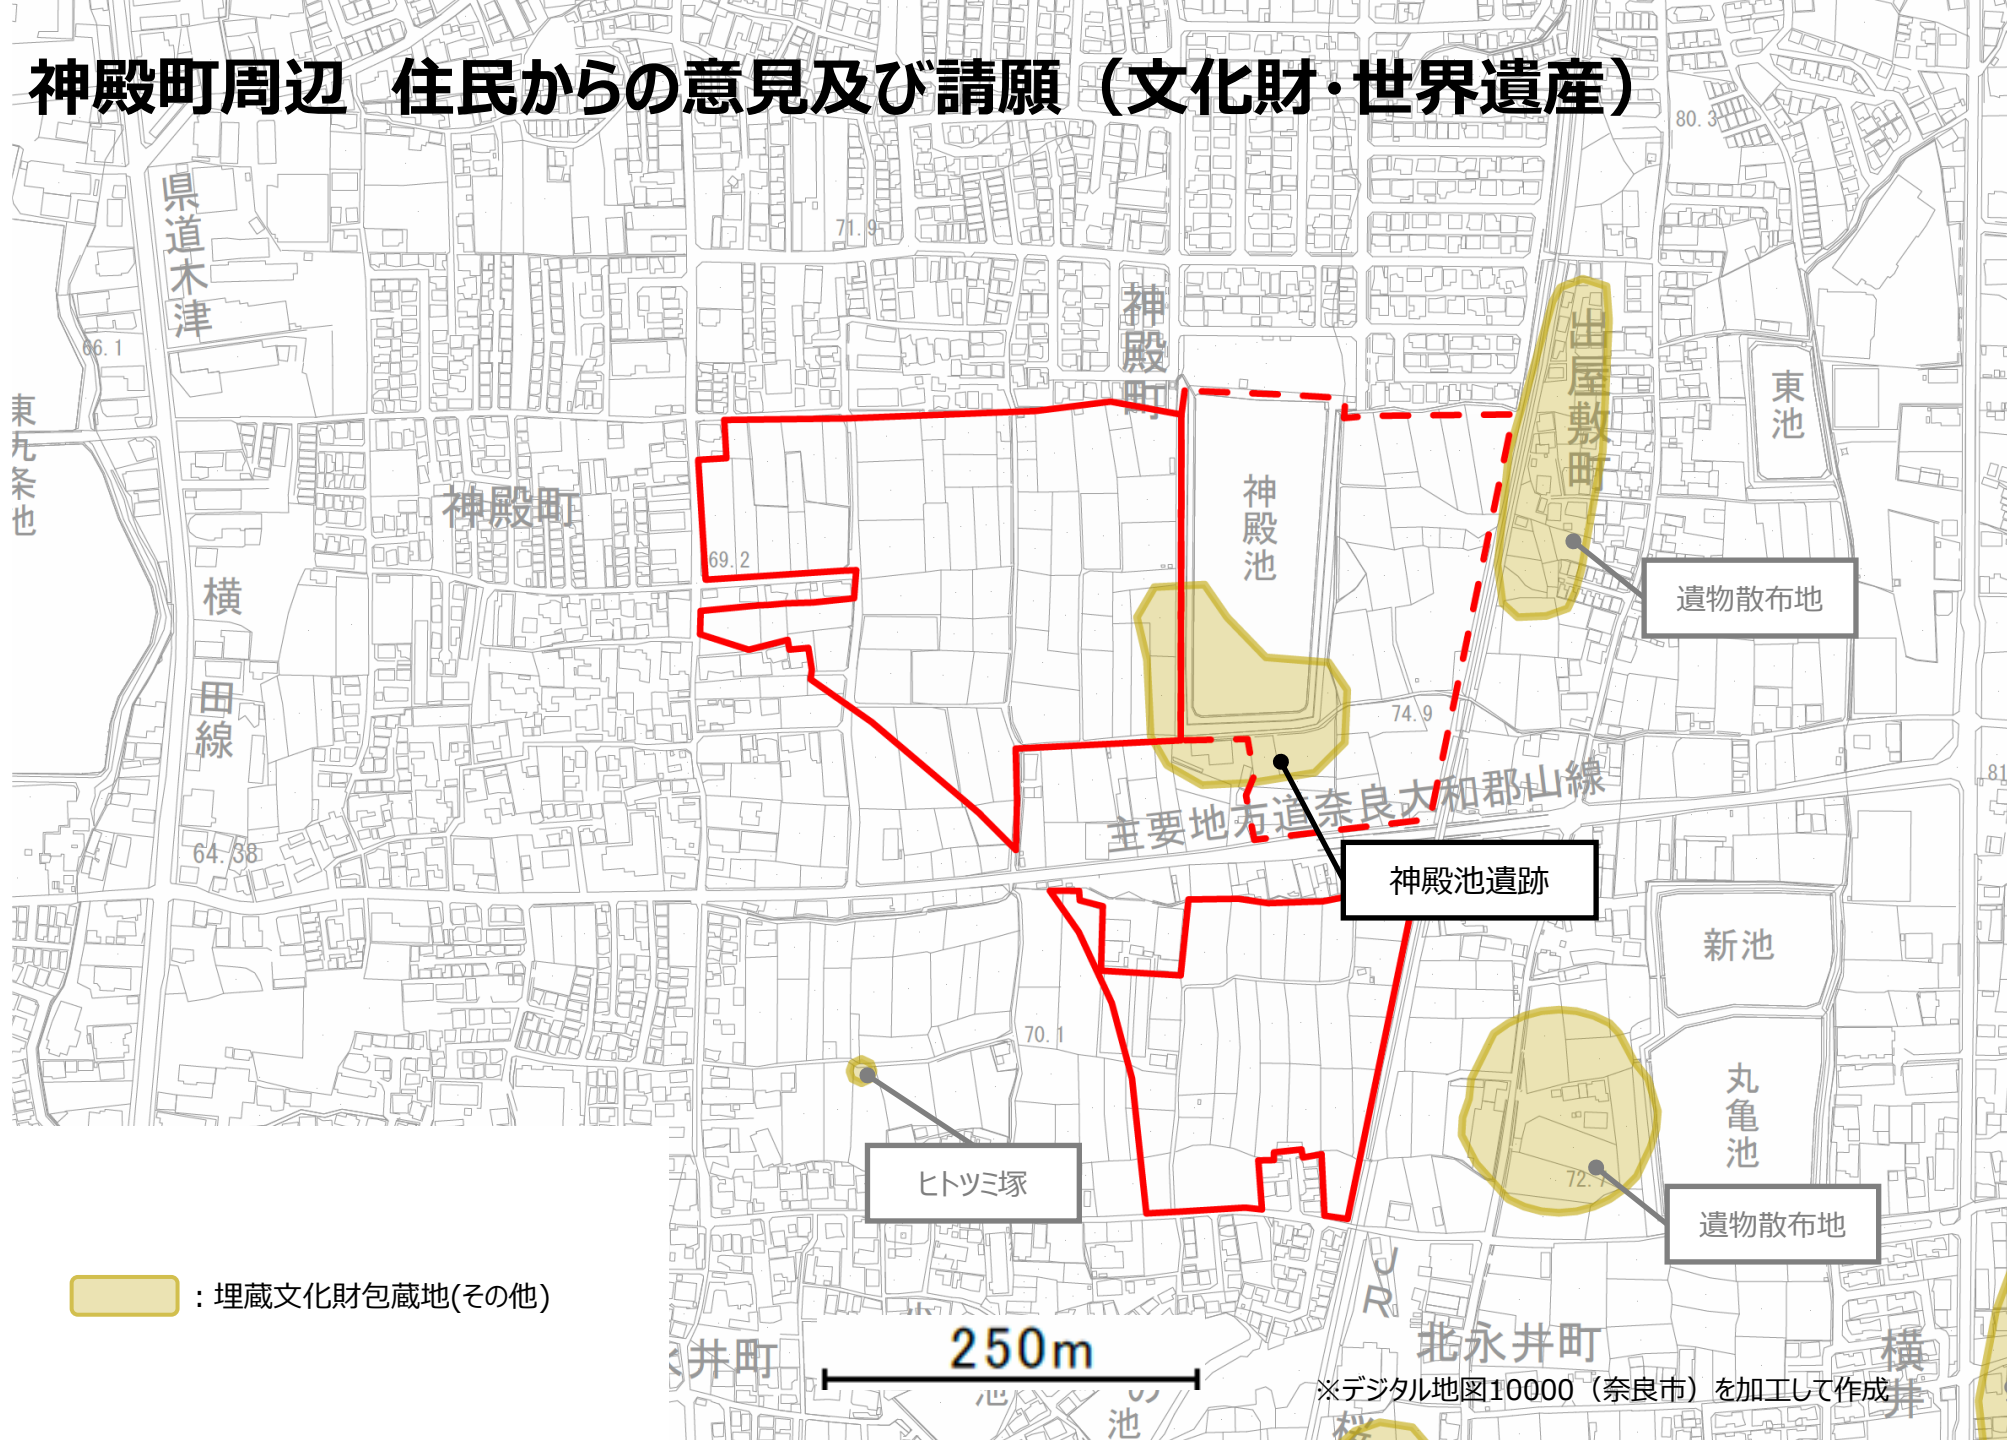 神殿町周辺　住民からの意見及び請願（文化財・世界遺産）
80.3
県道木津
71.9
神殿町
66.1
出屋敷町
東池
東九条
神殿町
神殿池
69.2
遺物散布地
横田線
74.9
主要地方道奈良大和郡山線
81
64.38
神殿池遺跡
新池
70.1
丸亀池
ヒトツミ塚
72.7
遺物散布地
：埋蔵文化財包蔵地(その他)
JR
250m
井町
北永井町
横井
※デジタル地図10000（奈良市）を加工して作成
池
の池